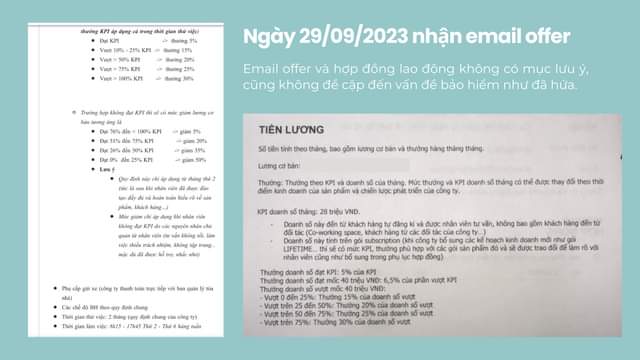 thưởng KPI áp dụng cả trong thời gian thử việc)
Đạt KPI -> thưởng 5%
Vượt 10% - 25% KPI -> thưởng 15%
Vượt > 50% KPI -> thưởng 20%
Vượt > 75% KPI -> thưởng 25%
Vượt > 100% KPI -> thưởng 30%
Trường hợp không đạt KPI thì sẽ có mức giảm lương cơ
bản tương ứng là
Đạt 76% đến < 100% KPI -> giảm 5%
Đạt 51% đến 75% KPI -> giảm 20%
Đạt 26% đến 50% KPI -> giảm 35%
Đạt 0% đến 25% KPI -> giảm 50%
Lưu ý
Quy định này chỉ áp dụng từ tháng thứ 2
tức là sau khi nhân viên đã được đào
tạo đầy đủ và hoàn toàn hiểu rõ về sản
phẩm, khách hàng...)
Mức giảm chỉ áp dụng khi nhân viên
không đạt KPI do các nguyên nhân chủ
quan từ nhân viên (tư vấn không tốt, làm
việc thiếu trách nhiệm, không tập trung
mặc dù đã được hỗ trợ, nhắc nhở)
Phụ cấp gửi xe (công ty thanh toán trực tiếp với ban quản lý tòa
nhà)
Các chế độ BH theo quy định chung
Thời gian thử việc: 2 tháng (quy định chung của công ty)
Thời gian làm việc: 8h15 - 17h45 Thứ 2 - Thứ 6 hàng tuần
Ngày 29/09/2023 nhận email offer
Email offer và hợp đồng lao động không có mục lưu ý,
cũng không đề cập đến vấn đề bảo hiểm như đã hứa.
TIỀN LƯƠNG
Số tiền tính theo tháng, bao gồm lương cơ bản và thưởng hàng tháng.
Lương cơ bản:
Thưởng: Thưởng theo KPI và doanh số của tháng. Mức thưởng và KPI doanh số tháng có thể được thay đổi theo thời
điểm kinh doanh của sản phẩm và chiến lược phát triển của công ty.
KPI doanh số tháng: 28 triệu VNĐ.
- Doanh số này đến từ khách hàng tự đăng kí và được nhân viên tư vấn, không bao gồm khách hàng đến từ
đối tác (Co-working space, khách hàng từ các đối tác của công ty...)
- Doanh số này tính trên gói subscription (khi công ty bổ sung các kế hoạch kinh doanh mới như gói
LIFETIME... thì sẽ có mức KPI, thưởng phù hợp với các gói sản phẩm đó và sẽ được trao đổi để làm rõ với
nhân viên cũng như bổ sung trong phụ lục hợp đồng)
Thưởng doanh số đạt KPI: 5% của KPI
Thưởng doanh số đạt mốc 40 triệu VNĐ: 6,5% của phần vượt KPI
Thưởng doanh số vượt mốc 40 triệu VNĐ:
- Vượt 0 đến 25%: Thưởng 15% của doanh số vượt
- Vượt trên 25 đến 50%: Thưởng 20% của doanh số vượt
- Vượt trên 50 đến 75%: Thưởng 25% của doanh số vượt
- Vượt trên 75%: Thưởng 30% của doanh số vượt